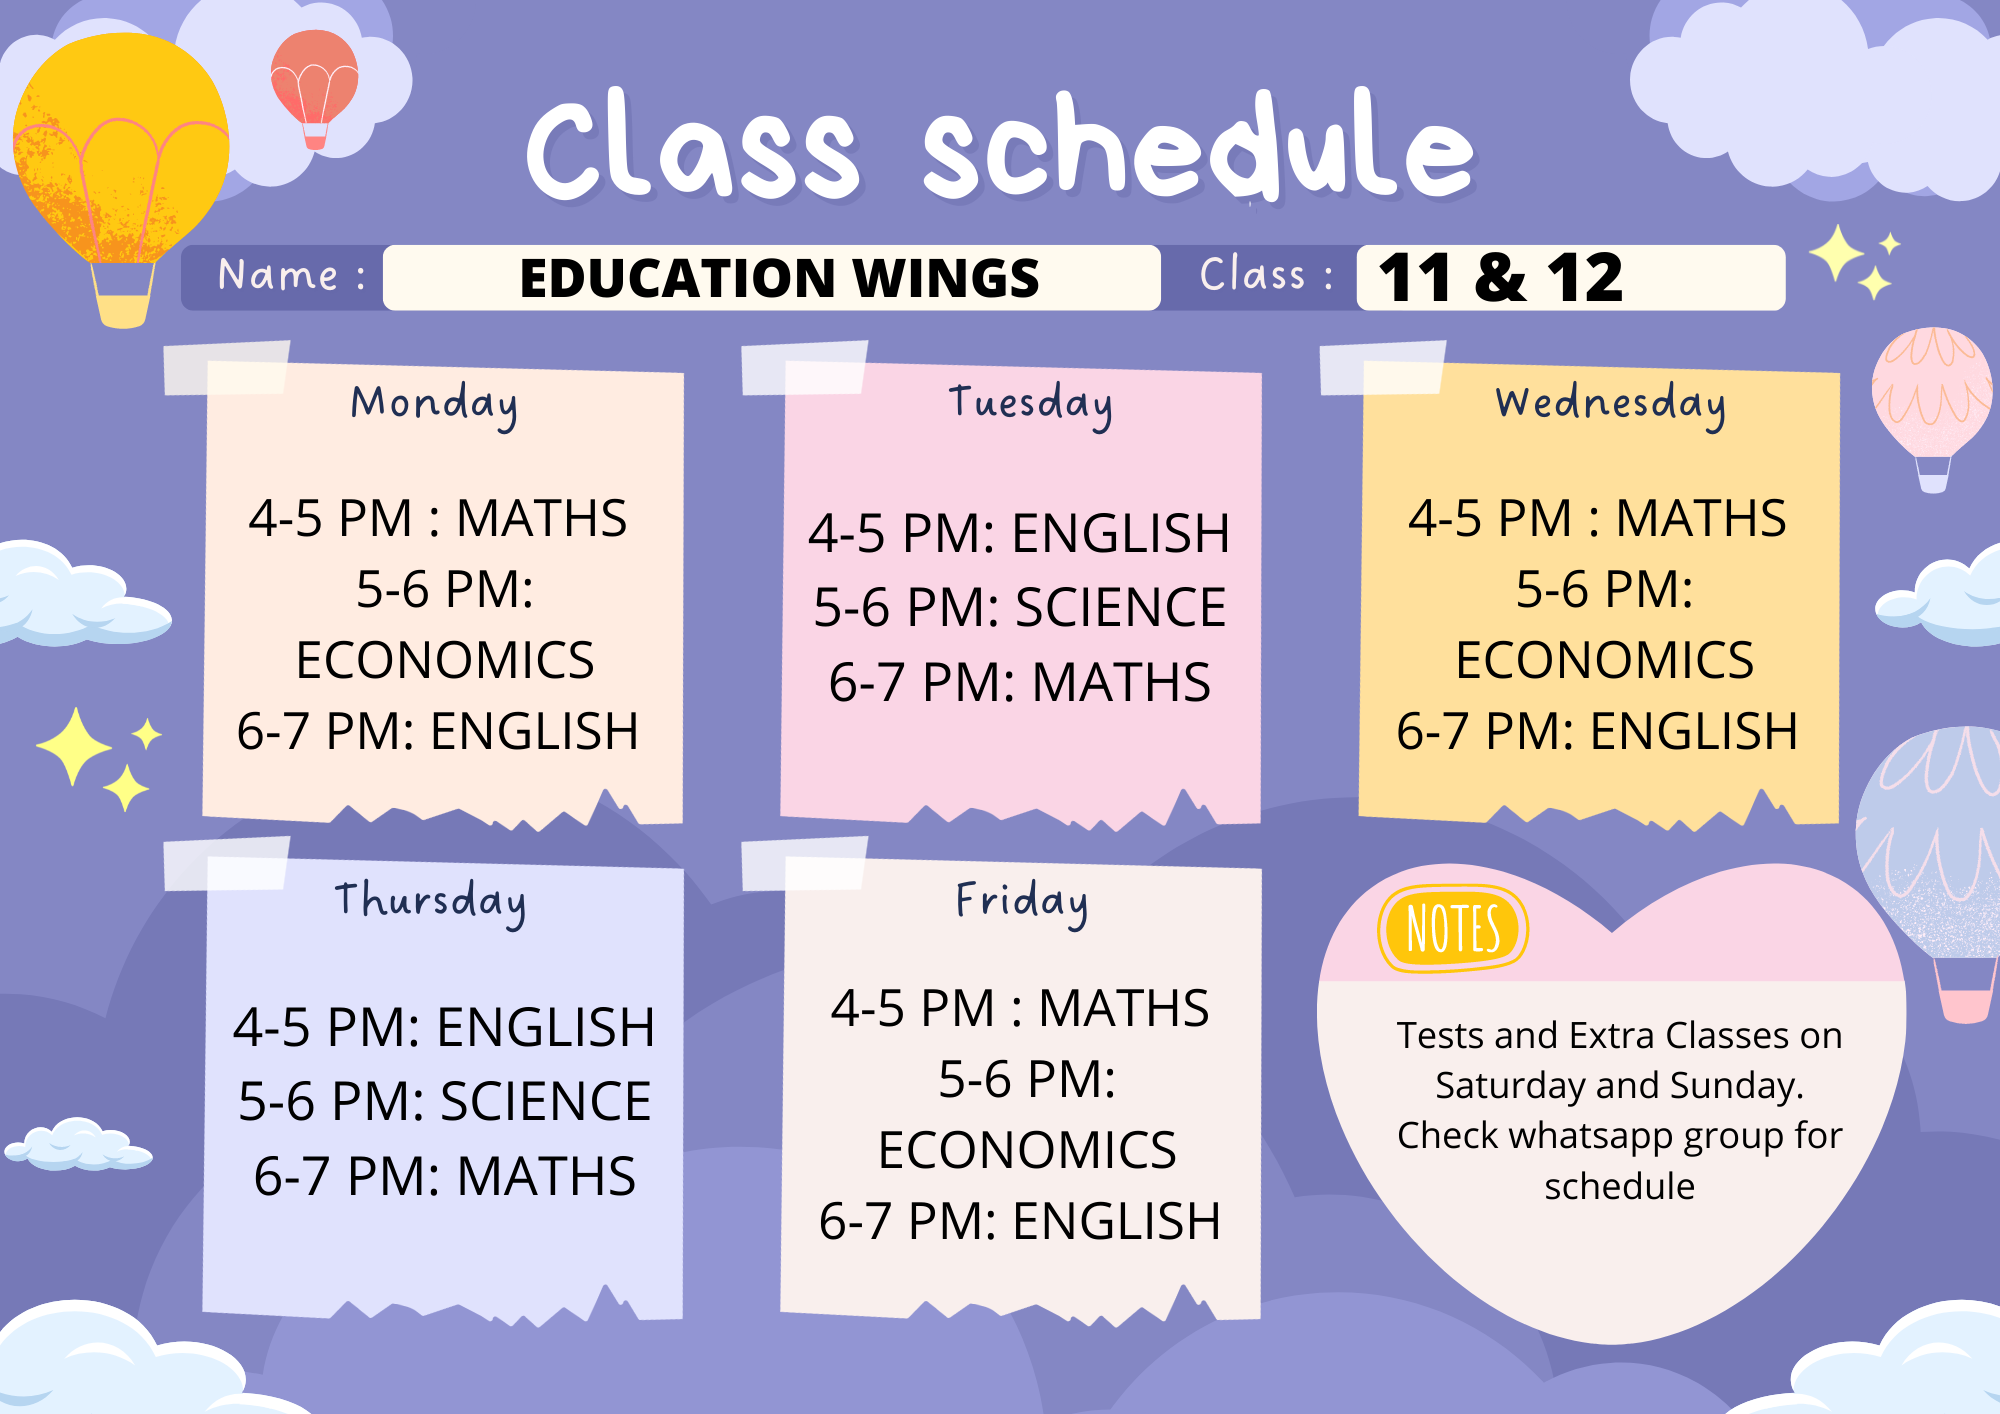 Class schedule
Name :
EDUCATION WINGS
Class :
11 & 12
Monday
4-5 PM : MATHS
5-6 PM:
ECONOMICS
6-7 PM: ENGLISH
Tuesday
4-5 PM: ENGLISH
5-6 PM: SCIENCE
6-7 PM: MATHS
Wednesday
4-5 PM : MATHS
5-6 PM:
ECONOMICS
6-7 PM: ENGLISH
Thursday
4-5 PM: ENGLISH
5-6 PM: SCIENCE
6-7 PM: MATHS
Friday
4-5 PM : MATHS
5-6 PM:
ECONOMICS
6-7 PM: ENGLISH
NOTES
Tests and Extra Classes on
Saturday and Sunday.
Check whatsapp group for
schedule